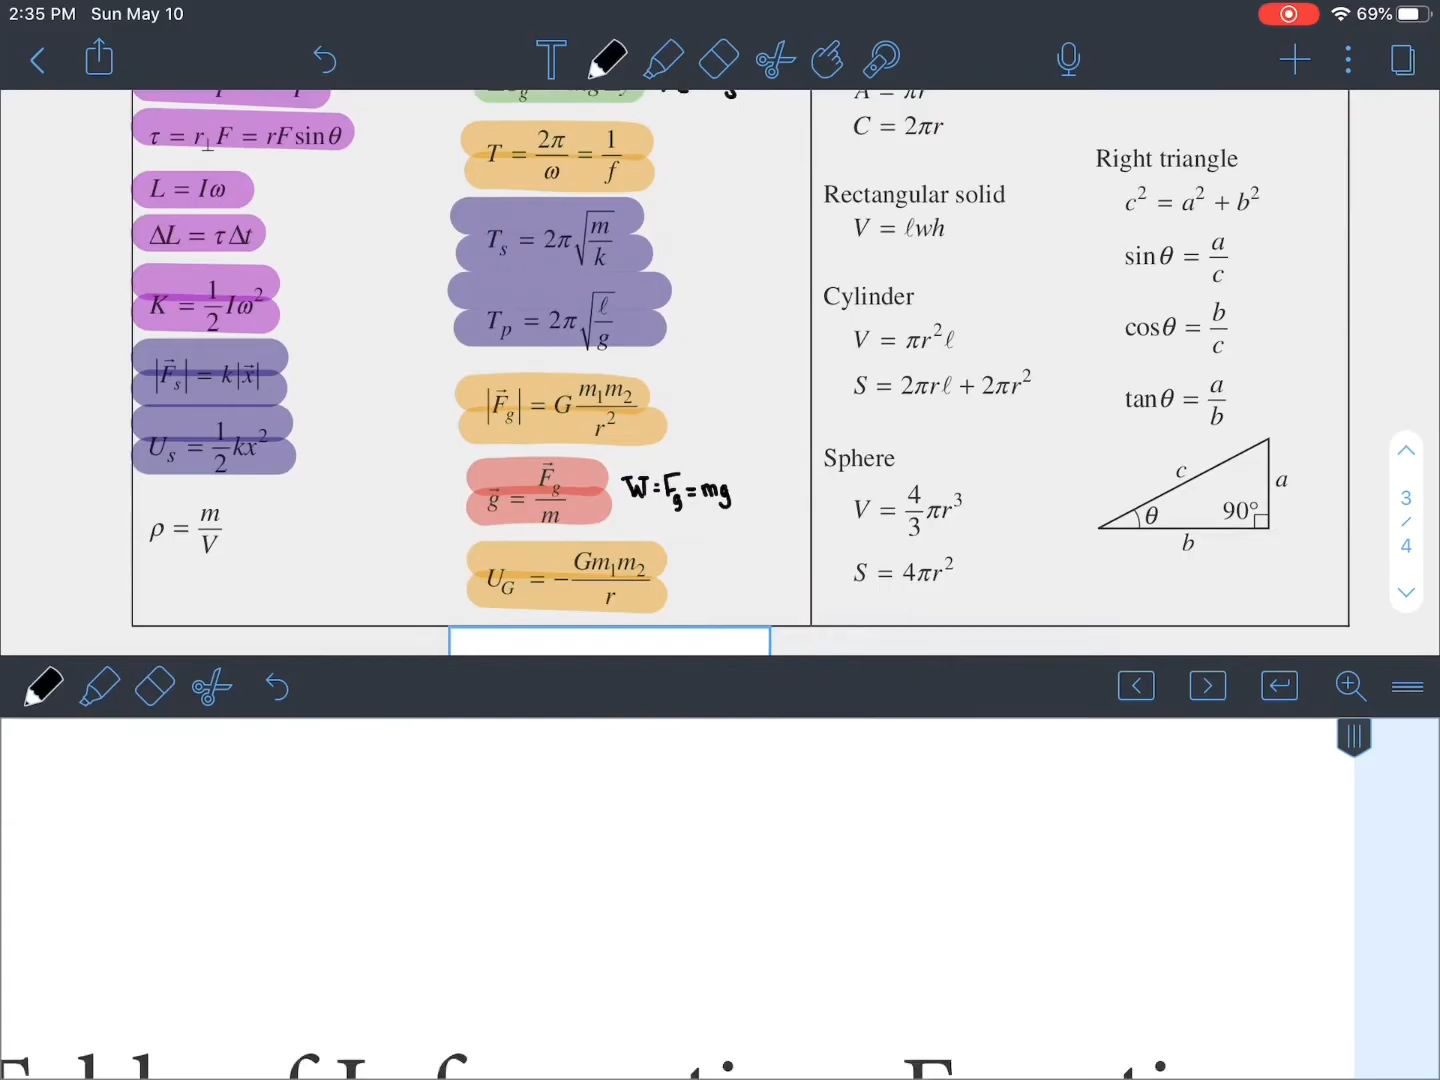 2:35 PM Sun May 10
69%
A = πr
C = 2πr
τ = r⊥F = rF sin θ
L = Iω
ΔL = τ Δt
K = 1/2 Iω²
|F⃗s| = k|x⃗|
Us = 1/2 kx²
ρ = m/V
T = 2π/ω = 1/f
Ts = 2π√(m/k)
Tp = 2π√(ℓ/g)
|F⃗g| = G m₁m₂/r²
g⃗ = F⃗g/m
W = Fg = mg
UG = −Gm₁m₂/r
Rectangular solid
V = ℓwh
Cylinder
V = πr²ℓ
S = 2πrℓ + 2πr²
Sphere
V = 4/3 πr³
S = 4πr²
Right triangle
c² = a² + b²
sin θ = a/c
cos θ = b/c
tan θ = a/b
c
a
θ
90°
b
3
/
4